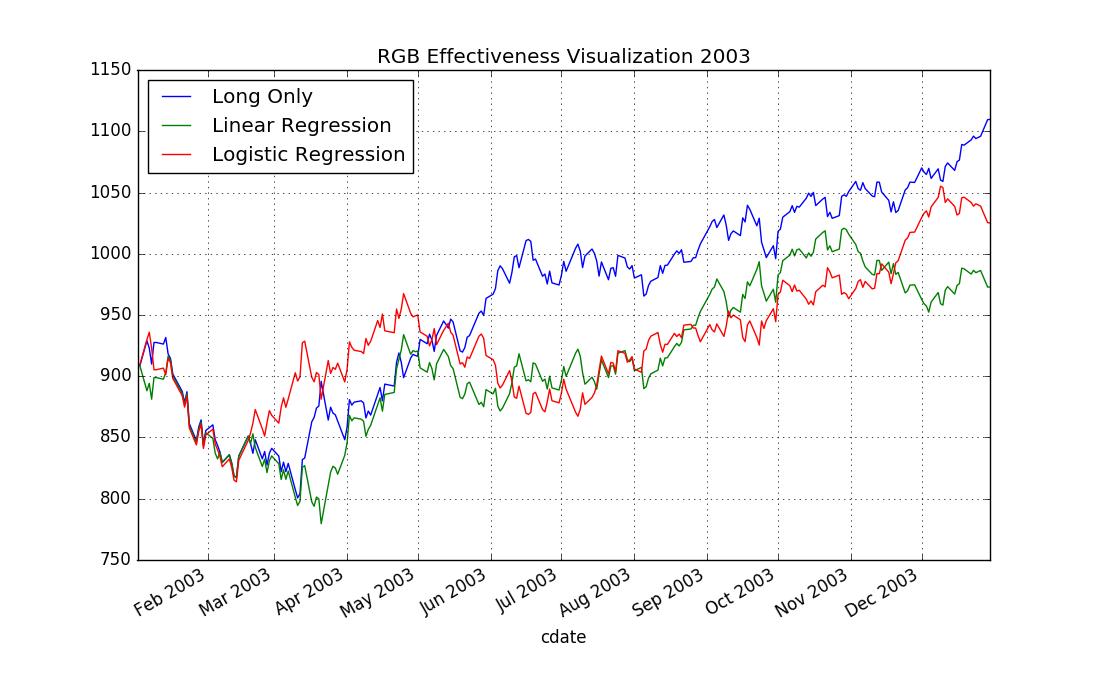 RGB Effectiveness Visualization 2003
Long Only
Linear Regression
Logistic Regression
1150
1100
1050
1000
950
900
850
800
750
Feb 2003
Mar 2003
Apr 2003
May 2003
Jun 2003
Jul 2003
Aug 2003
Sep 2003
Oct 2003
Nov 2003
Dec 2003
cdate